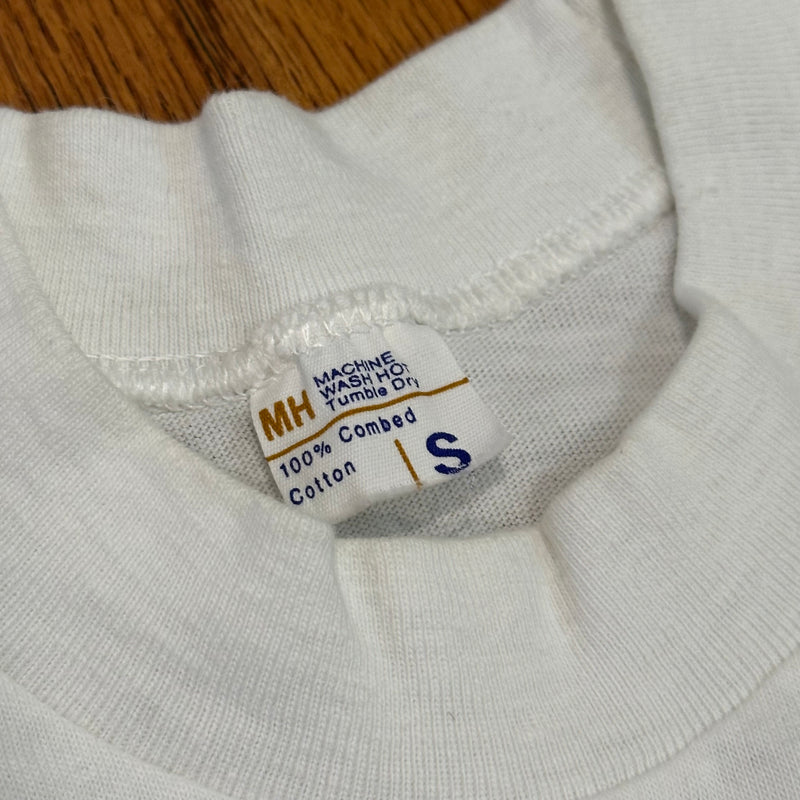 MACHINE
WASH HOT
Tumble Dry
MH
100% Combed
Cotton
S